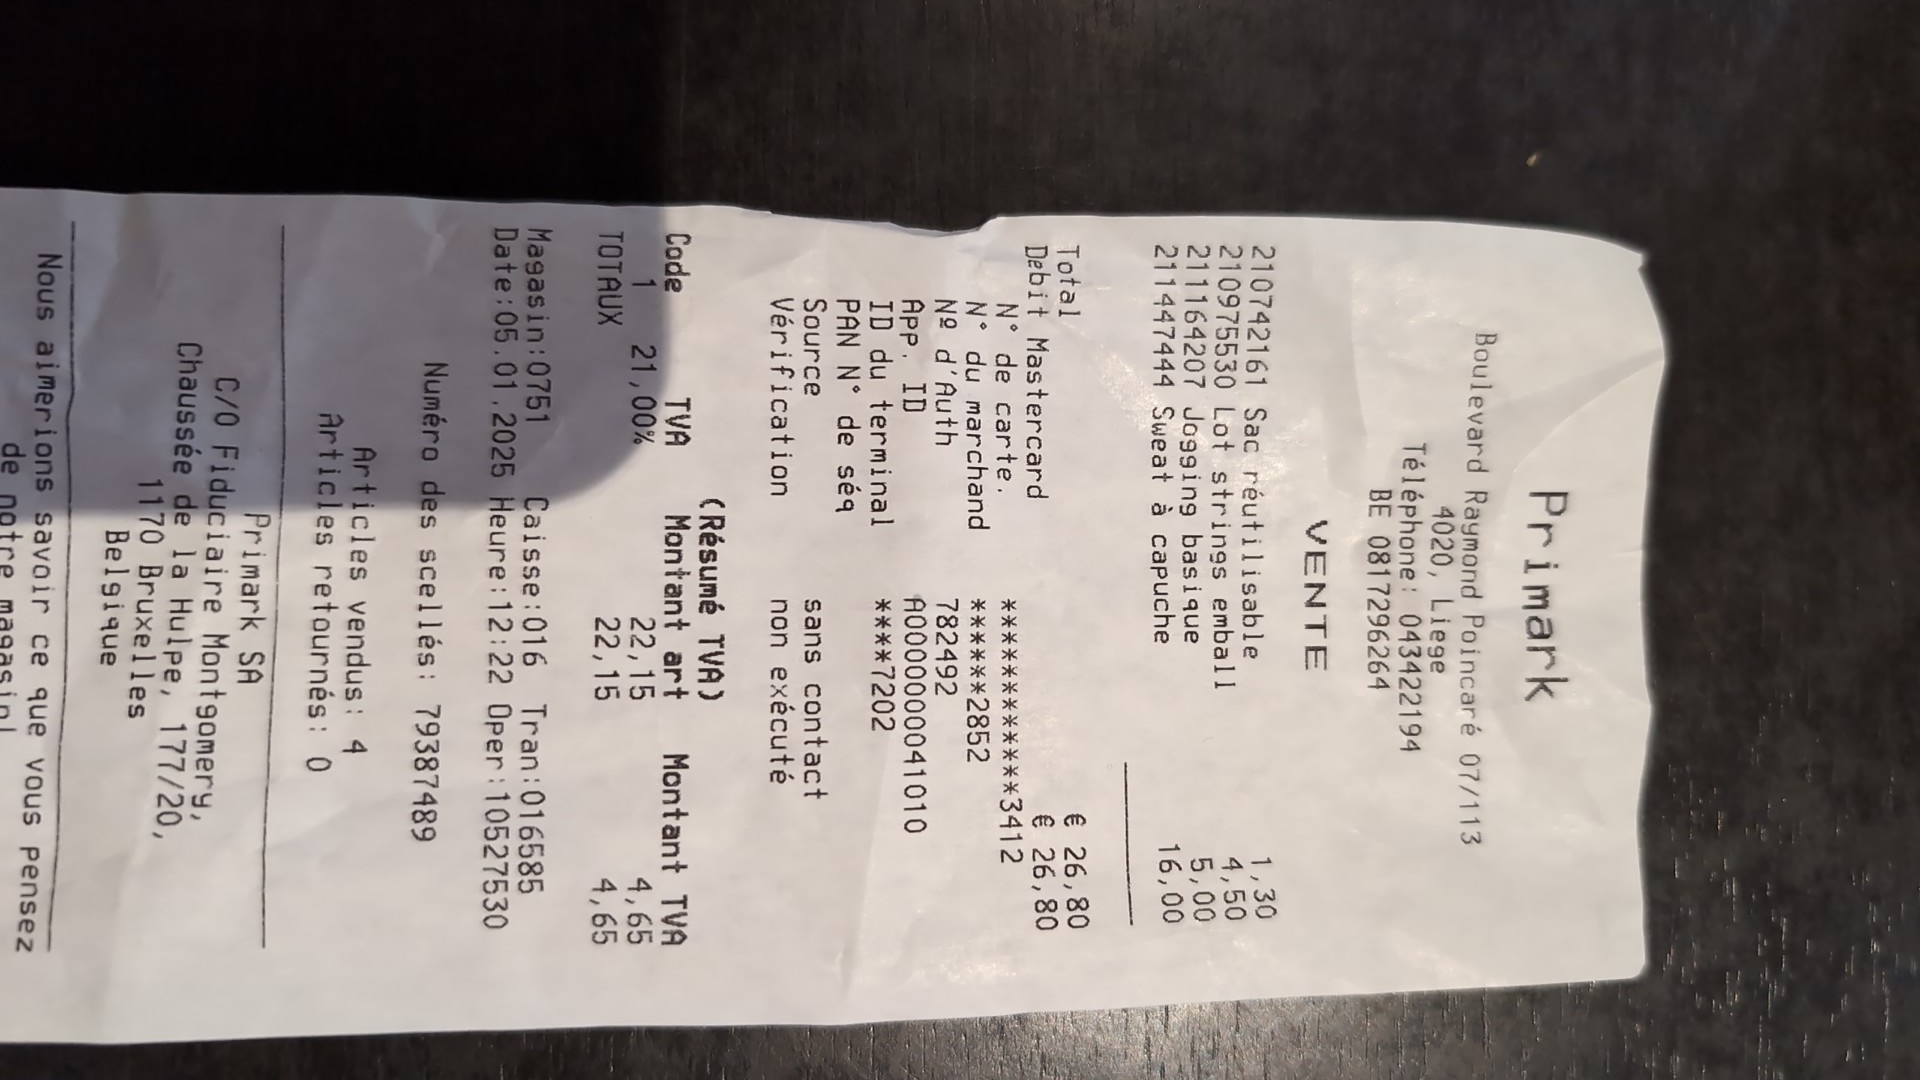 Primark
Boulevard Raymond Poincaré 07/113
4020, Liege
Téléphone: 043422194
BE 0817296264
VENTE
210742161 Sac réutilisable 1,30
210975530 Lot strings emball 4,50
211164207 Jogging basique 5,00
211447444 Sweat à capuche 16,00
Total € 26,80
Debit Mastercard € 26,80
N° de carte. ************3412
N° du marchand ******2852
Nº d'Auth 782492
App. ID A0000000041010
ID du terminal ****7202
PAN N° de séq
Source sans contact
Vérification non exécuté
(Résumé TVA)
Code TVA Montant art Montant TVA
1 21,00% 22,15 4,65
TOTAUX 22,15 4,65
Magasin:0751 Caisse:016 Tran:016585
Date:05.01.2025 Heure:12:22 Oper:10527530
Numéro des scellés: 79387489
Articles vendus: 4
Articles retournés: 0
Primark SA
C/O Fiduciaire Montgomery,
Chaussée de la Hulpe, 177/20,
1170 Bruxelles
Belgique
Nous aimerions savoir ce que vous pensez
de notre magasin!